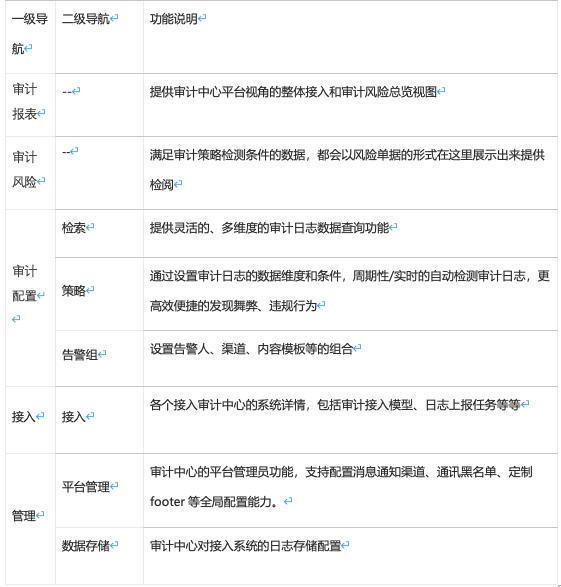 一级导
航
二级导航
功能说明
审计
报表
--
提供审计中心平台视角的整体接入和审计风险总览视图
审计
风险
--
满足审计策略检测条件的数据，都会以风险单据的形式在这里展示出来提供
检阅
审计
配置
检索
提供灵活的、多维度的审计日志数据查询功能
策略
通过设置审计日志的数据维度和条件，周期性/实时的自动检测审计日志，更
高效便捷的发现舞弊、违规行为
告警组
设置告警人、渠道、内容模板等的组合
接入
接入
各个接入审计中心的系统详情，包括审计接入模型、日志上报任务等等
管理
平台管理
审计中心的平台管理员功能，支持配置消息通知渠道、通讯黑名单、定制
footer 等全局配置能力。
数据存储
审计中心对接入系统的日志存储配置